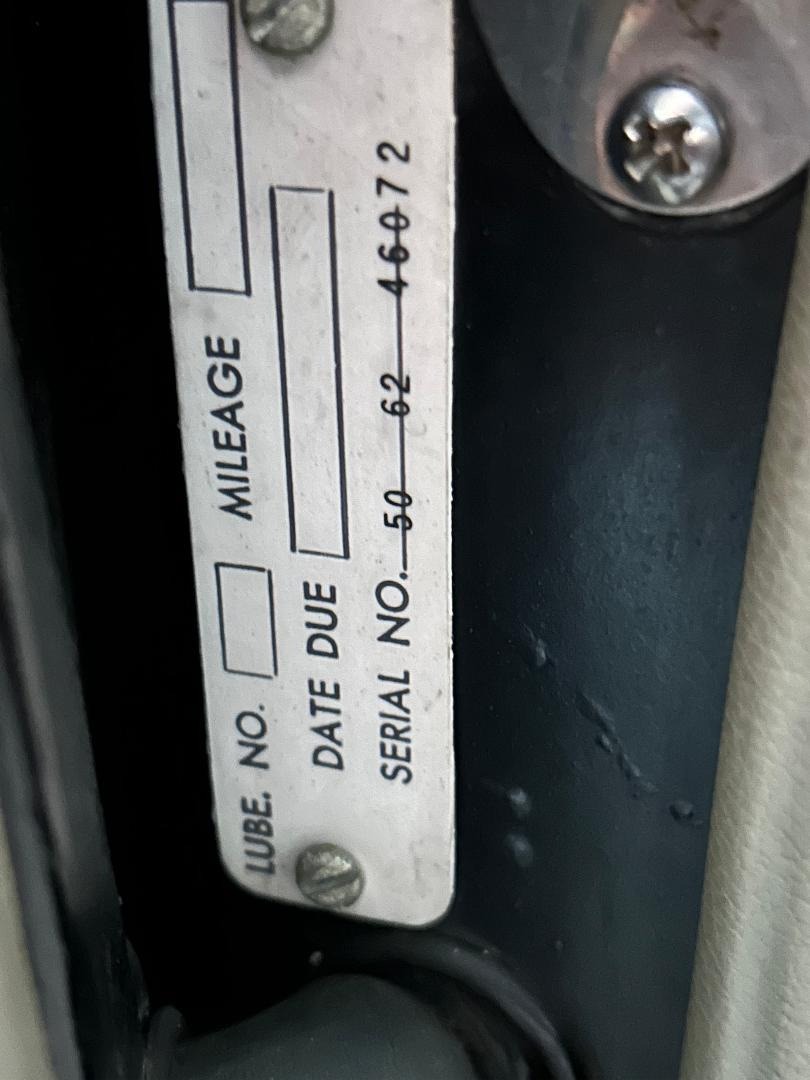 LUBE. NO. MILEAGE
DATE DUE
SERIAL NO. 50 62 46072